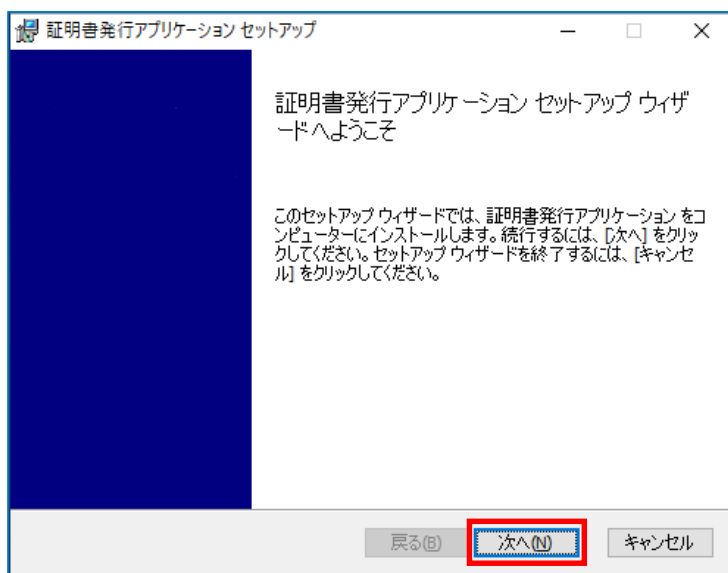 証明書発行アプリケーション セットアップ
証明書発行アプリケーション セットアップ ウィザ
ードへようこそ
このセットアップ ウィザードでは、証明書発行アプリケーション をコ
ンピューターにインストールします。続行するには、[次へ] をクリッ
クしてください。セットアップ ウィザードを終了するには、[キャンセ
ル] をクリックしてください。
戻る(B) 次へ(N) キャンセル